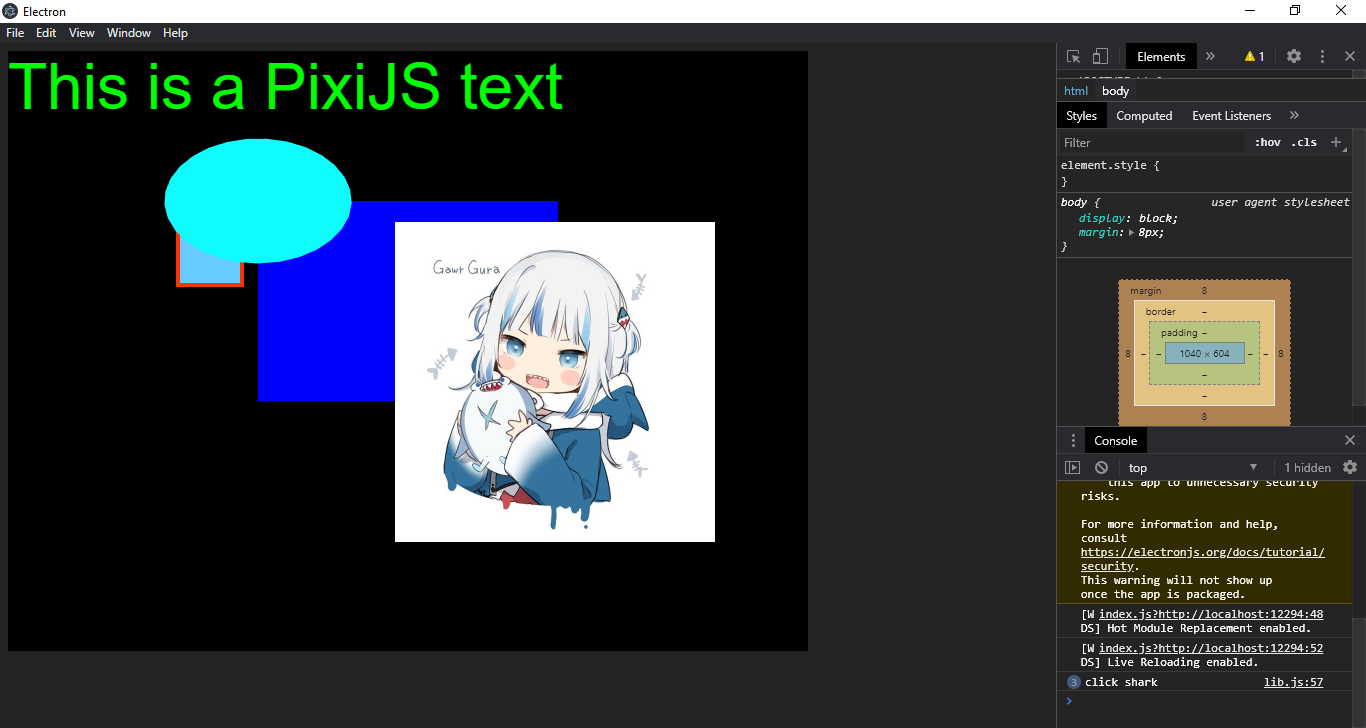 Electron
File Edit View Window Help
This is a PixiJS text
Gawr Gura
Elements » 1
html body
Styles Computed Event Listeners »
Filter :hov .cls +
element.style {
}
body { user agent stylesheet
display: block;
margin: 8px;
}
margin 8
border –
padding –
8 – – 1040 × 604 – – 8
–
–
8
Console
top 1 hidden
this app to unnecessary security
risks.
For more information and help,
consult
https://electronjs.org/docs/tutorial/
security.
This warning will not show up
once the app is packaged.
[W index.js?http://localhost:12294:48
DS] Hot Module Replacement enabled.
[W index.js?http://localhost:12294:52
DS] Live Reloading enabled.
3 click shark lib.js:57